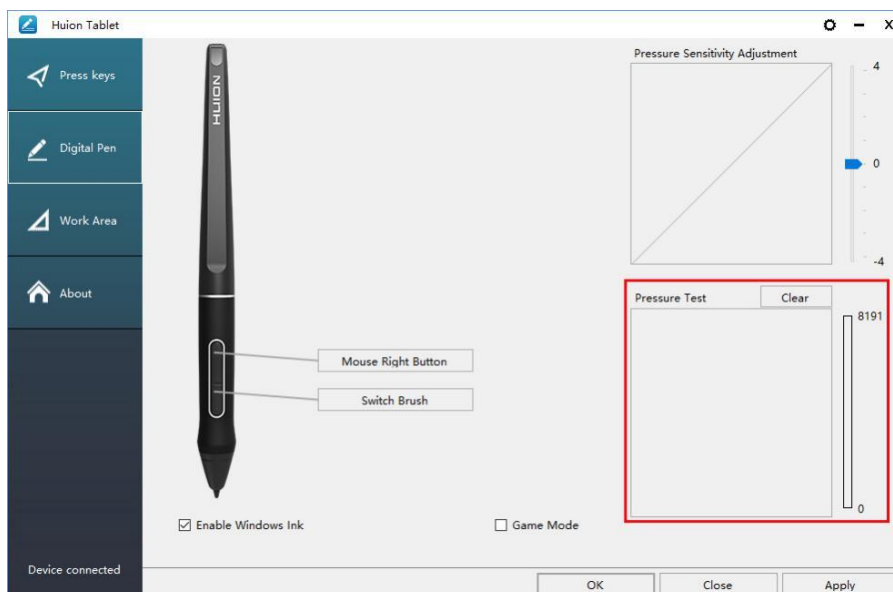 Huion Tablet
Press keys
Digital Pen
Work Area
About
Device connected
HUION
Mouse Right Button
Switch Brush
Enable Windows Ink
Game Mode
Pressure Sensitivity Adjustment
4
0
-4
Pressure Test
Clear
8191
0
OK
Close
Apply